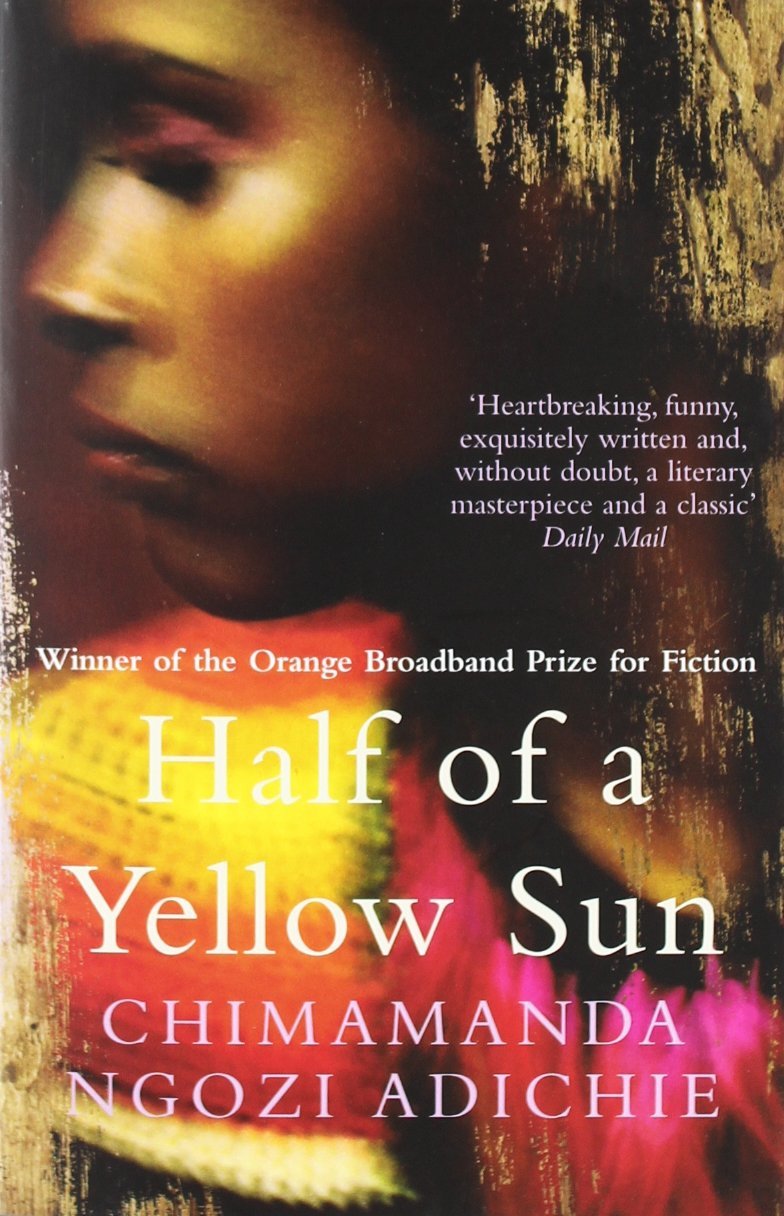 ‘Heartbreaking, funny,
exquisitely written and,
without doubt, a literary
masterpiece and a classic’
Daily Mail
Winner of the Orange Broadband Prize for Fiction
Half of a
Yellow Sun
CHIMAMANDA
NGOZI ADICHIE